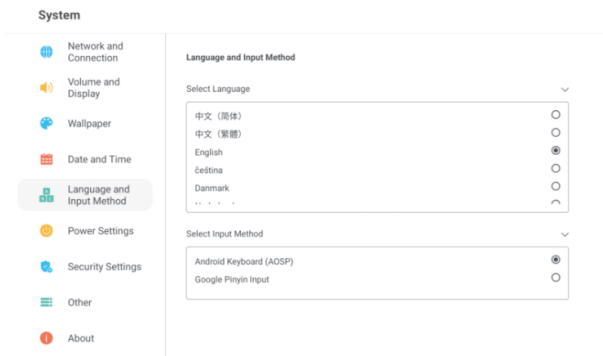 System
Network and
Connection
Volume and
Display
Wallpaper
Date and Time
Language and
Input Method
Power Settings
Security Settings
Other
About
Language and Input Method
Select Language
中文（简体）
中文（繁體）
English
čeština
Danmark
Select Input Method
Android Keyboard (AOSP)
Google Pinyin Input